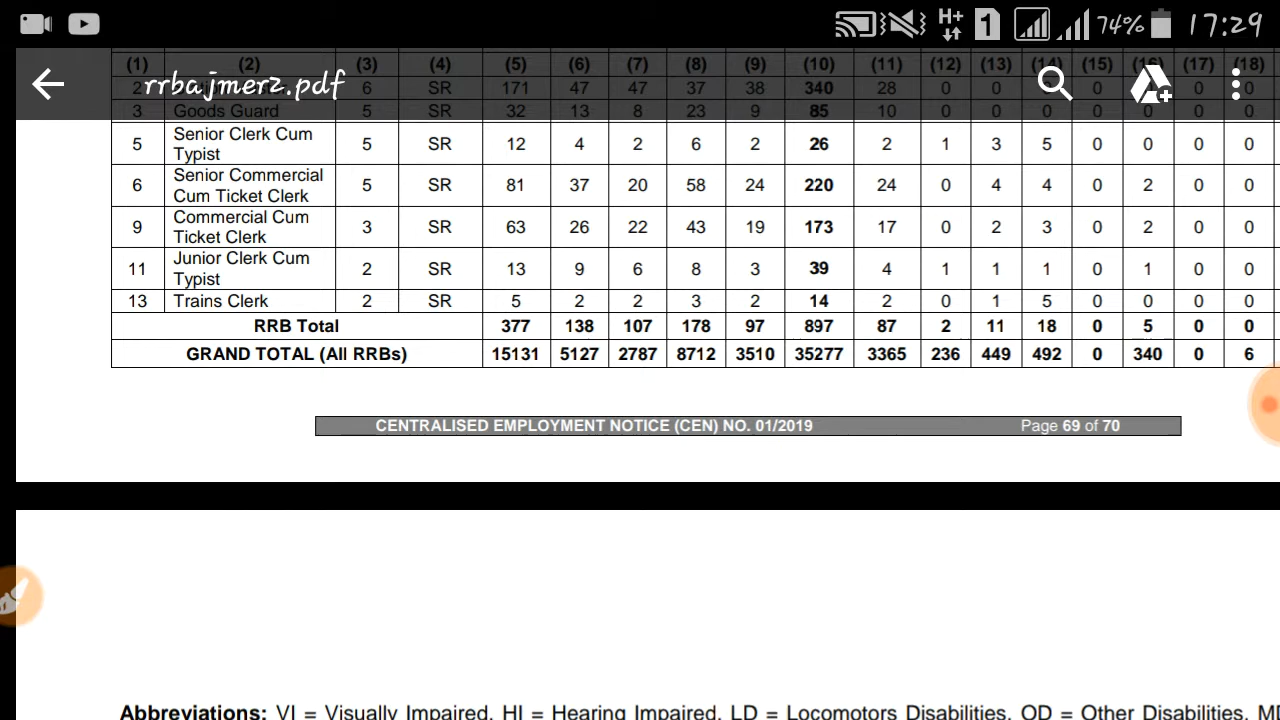 H+ 1 74% 17:29
(1) (2) (3) (4) (5) (6) (7) (8) (9) (10) (11) (12) (13) (14) (15) (16) (17) (18)
rrbajmer2.pdf
2 6 SR 171 47 47 37 38 340 28 0 0 0 0 0 0
3 Goods Guard 5 SR 32 13 8 23 9 85 10 0 0 0 0 0 0 0
5 Senior Clerk Cum Typist 5 SR 12 4 2 6 2 26 2 1 3 5 0 0 0 0
6 Senior Commercial Cum Ticket Clerk 5 SR 81 37 20 58 24 220 24 0 4 4 0 2 0 0
9 Commercial Cum Ticket Clerk 3 SR 63 26 22 43 19 173 17 0 2 3 0 2 0 0
11 Junior Clerk Cum Typist 2 SR 13 9 6 8 3 39 4 1 1 1 0 1 0 0
13 Trains Clerk 2 SR 5 2 2 3 2 14 2 0 1 5 0 0 0 0
RRB Total 377 138 107 178 97 897 87 2 11 18 0 5 0 0
GRAND TOTAL (All RRBs) 15131 5127 2787 8712 3510 35277 3365 236 449 492 0 340 0 6
CENTRALISED EMPLOYMENT NOTICE (CEN) NO. 01/2019 Page 69 of 70
Abbreviations: VI = Visually Impaired, HI = Hearing Impaired, LD = Locomotors Disabilities, OD = Other Disabilities,